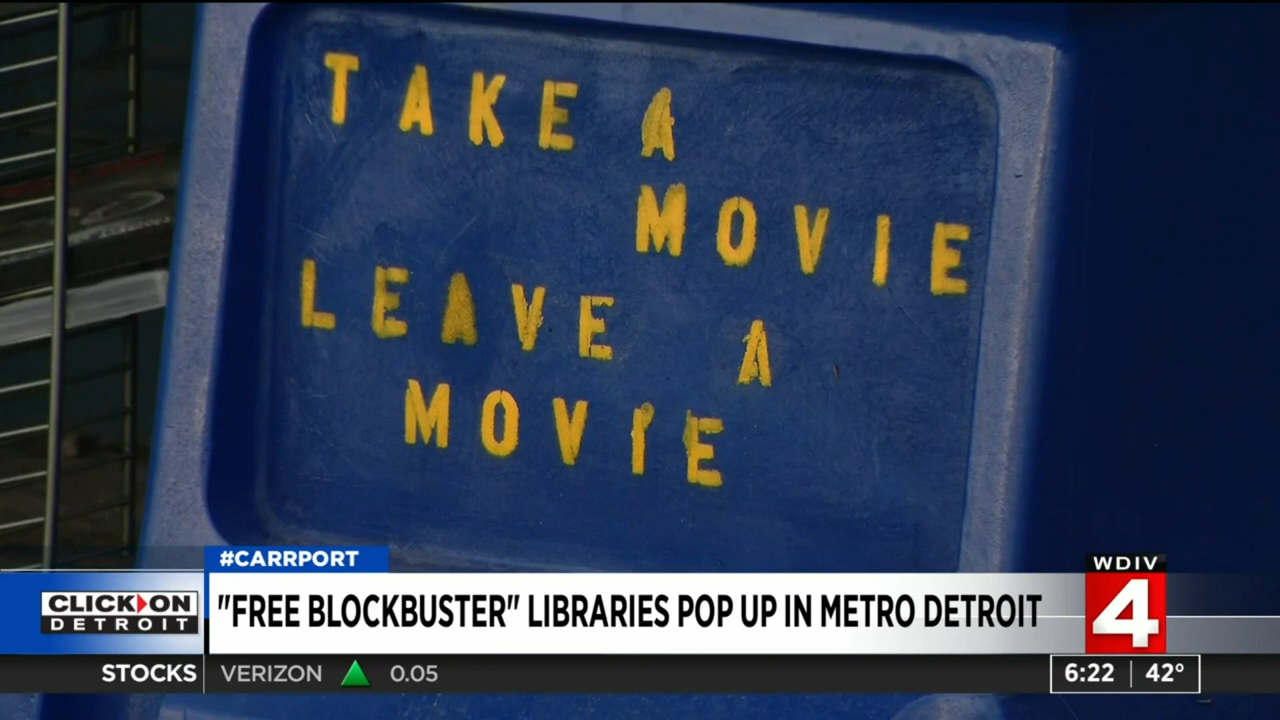 TAKE A
MOVIE
LEAVE A
MOVIE
#CARRPORT
CLICK ON
DETROIT
"FREE BLOCKBUSTER" LIBRARIES POP UP IN METRO DETROIT
WDIV
4
STOCKS VERIZON ▲ 0.05
6:22 42°